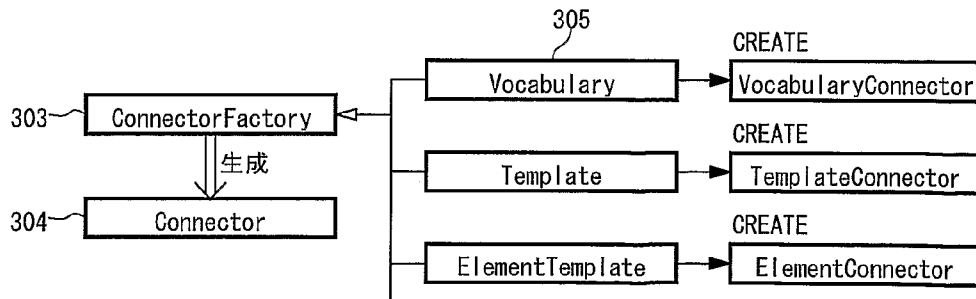 305
CREATE
Vocabulary
VocabularyConnector
303
ConnectorFactory
CREATE
生成
Template
TemplateConnector
304
Connector
CREATE
ElementTemplate
ElementConnector